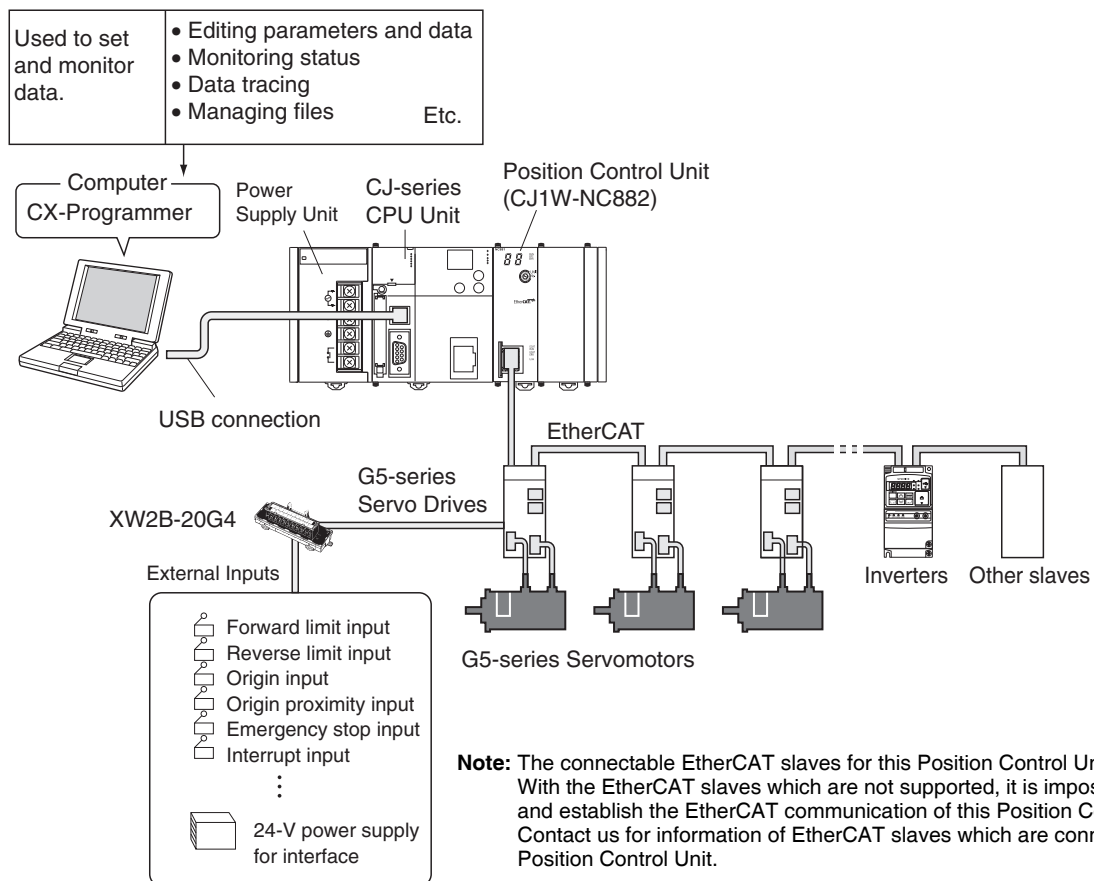 Used to set
and monitor
data.
• Editing parameters and data
• Monitoring status
• Data tracing
• Managing files Etc.
Computer
CX-Programmer
Power
Supply Unit
CJ-series
CPU Unit
Position Control Unit
(CJ1W-NC882)
EtherCAT
USB connection
EtherCAT
G5-series
Servo Drives
XW2B-20G4
External Inputs
Inverters
Other slaves
G5-series Servomotors
Forward limit input
Reverse limit input
Origin input
Origin proximity input
Emergency stop input
Interrupt input
24-V power supply
for interface
Note: The connectable EtherCAT slaves for this Position Control
With the EtherCAT slaves which are not supported, it is
and establish the EtherCAT communication of this Position
Contact us for information of EtherCAT slaves which are
Position Control Unit.